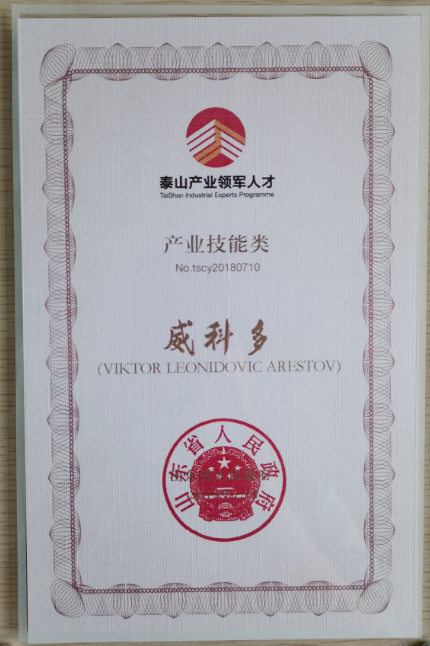 泰山产业领军人才
TaiShan Industrial Experts Programme
产业技能类
No.tscy20180710
威科多
(VIKTOR LEONIDOVIC ARESTOV)
山东省人民政府